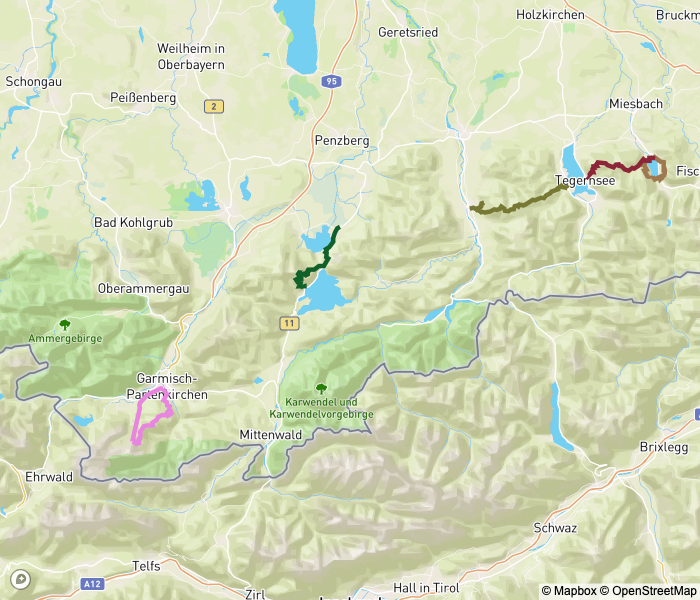 Holzkirchen
Bruckm
Geretsried
Weilheim in
Oberbayern
Schongau
95
Peißenberg
2
Miesbach
Penzberg
Tegernsee
Fisc
Bad Kohlgrub
Oberammergau
11
Ammergebirge
Garmisch-
Partenkirchen
Karwendel und
Karwendelvorgebirge
Mittenwald
Ehrwald
Brixlegg
Schwaz
Telfs
A12
Zirl
Hall in Tirol
© Mapbox © OpenStreetMap